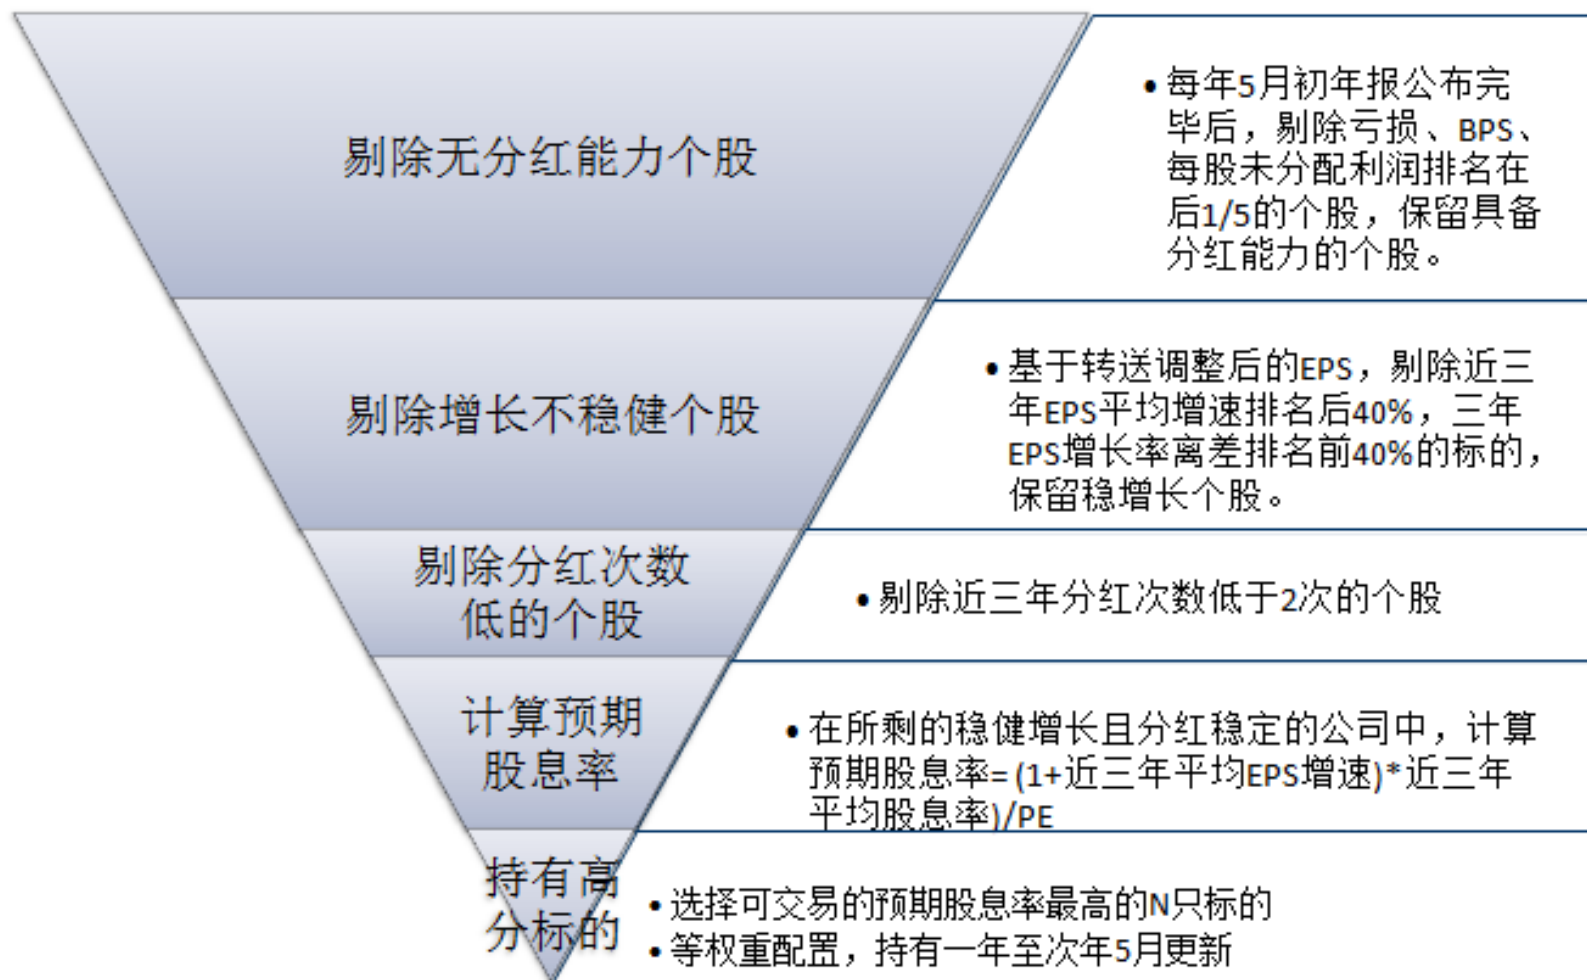 剔除无分红能力个股
• 每年5月初年报公布完
毕后，剔除亏损、BPS、
每股未分配利润排名在
后1/5的个股，保留具备
分红能力的个股。
剔除增长不稳健个股
• 基于转送调整后的EPS，剔除近三
年EPS平均增速排名后40%，三年
EPS增长率离差排名前40%的标的，
保留稳增长个股。
剔除分红次数
低的个股
• 剔除近三年分红次数低于2次的个股
计算预期
股息率
• 在所剩的稳健增长且分红稳定的公司中，计算
预期股息率= (1+近三年平均EPS增速)*近三年
平均股息率)/PE
持有高
分标的
• 选择可交易的预期股息率最高的N只标的
• 等权重配置，持有一年至次年5月更新